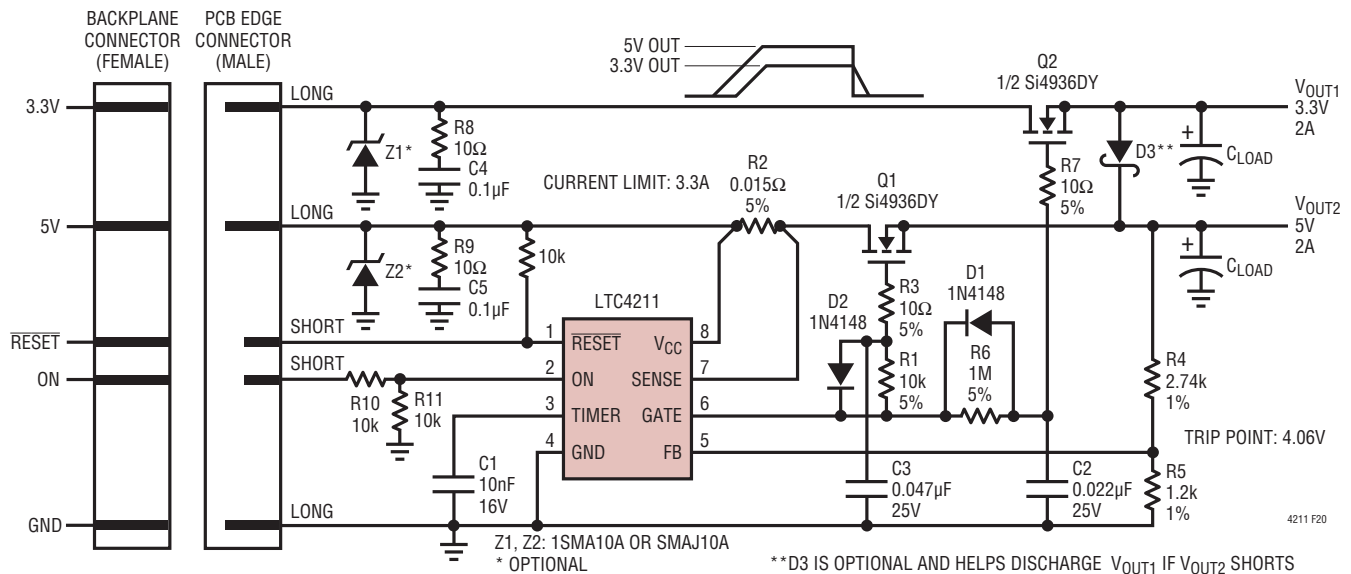 BACKPLANE
CONNECTOR
(FEMALE)
PCB EDGE
CONNECTOR
(MALE)
5V OUT
3.3V OUT
Q2
1/2 Si4936DY
3.3V
LONG
VOUT1
3.3V
2A
Z1*
R8
10Ω
C4
0.1µF
CURRENT LIMIT: 3.3A
R2
0.015Ω
5%
Q1
1/2 Si4936DY
R7
10Ω
5%
D3**
+
CLOAD
5V
LONG
VOUT2
5V
2A
Z2*
R9
10Ω
C5
0.1µF
10k
LTC4211
D2
1N4148
R3
10Ω
5%
D1
1N4148
+
CLOAD
RESET
SHORT
1
RESET
VCC
8
ON
SHORT
2
ON
SENSE
7
R10
10k
R11
10k
3
TIMER
GATE
6
4
GND
FB
5
R1
10k
5%
R6
1M
5%
R4
2.74k
1%
TRIP POINT: 4.06V
C1
10nF
16V
C3
0.047µF
25V
C2
0.022µF
25V
R5
1.2k
1%
GND
LONG
4211 F20
Z1, Z2: 1SMA10A OR SMAJ10A
* OPTIONAL
**D3 IS OPTIONAL AND HELPS DISCHARGE VOUT1 IF VOUT2 SHORTS